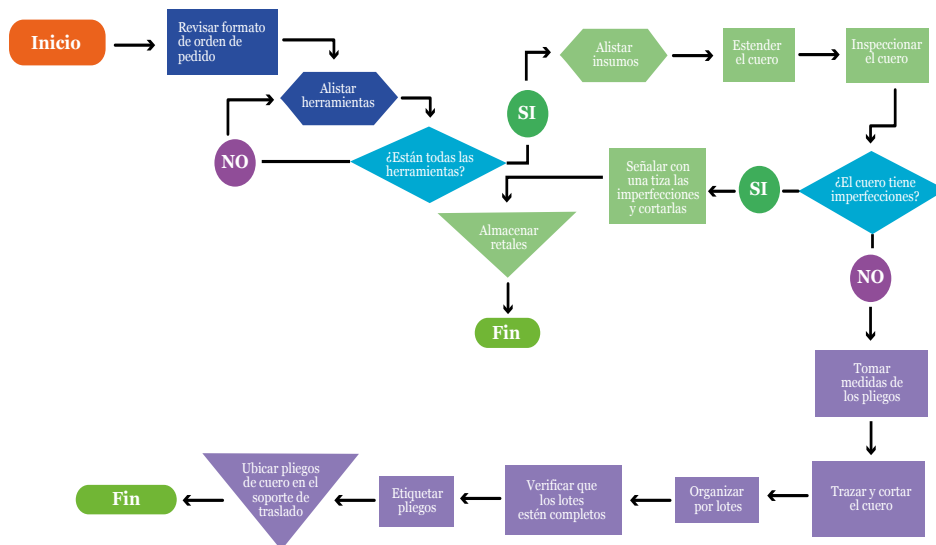 Inicio
Revisar formato
de orden de
pedido
Alistar
herramientas
¿Están todas las
herramientas?
NO
SI
Alistar
insumos
Estender
el cuero
Inspeccionar
el cuero
¿El cuero tiene
imperfecciones?
SI
Señalar con
una tiza las
imperfecciones
y cortarlas
Almacenar
retales
Fin
NO
Tomar
medidas de
los pliegos
Trazar y cortar
el cuero
Organizar
por lotes
Verificar que
los lotes
estén completos
Etiquetar
pliegos
Ubicar pliegos
de cuero en el
soporte de
traslado
Fin